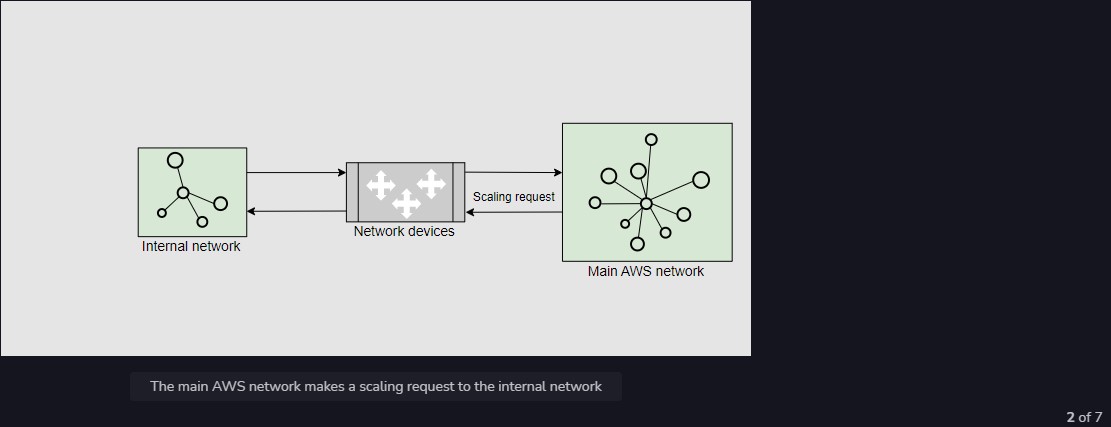 Scaling request
Network devices
Internal network
Main AWS network
The main AWS network makes a scaling request to the internal network
2 of 7